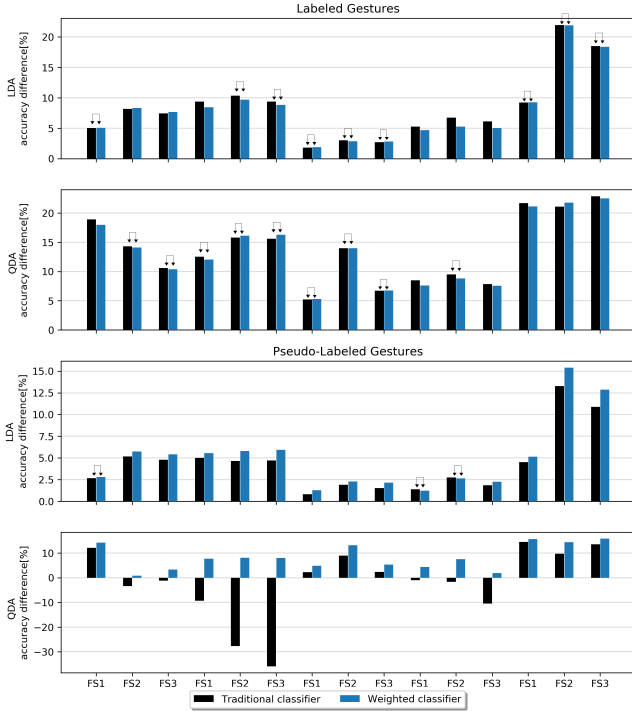 Labeled Gestures
LDA
accuracy difference[%]
20
15
10
5
0
QDA
accuracy difference[%]
20
15
10
5
0
Pseudo-Labeled Gestures
LDA
accuracy difference[%]
15.0
12.5
10.0
7.5
5.0
2.5
0.0
QDA
accuracy difference[%]
10
0
−10
−20
−30
FS1 FS2 FS3 FS1 FS2 FS3 FS1 FS2 FS3 FS1 FS2 FS3 FS1 FS2 FS3
Traditional classifier Weighted classifier